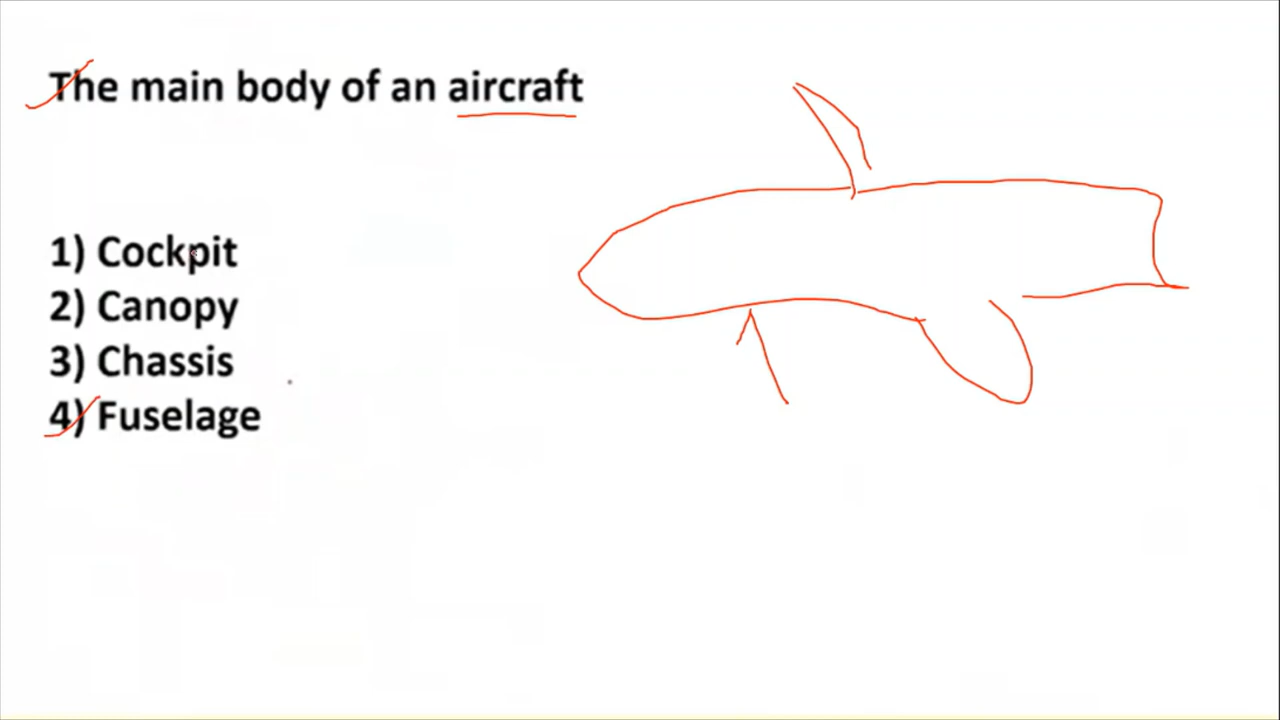 The main body of an aircraft
1) Cockpit
2) Canopy
3) Chassis
4) Fuselage